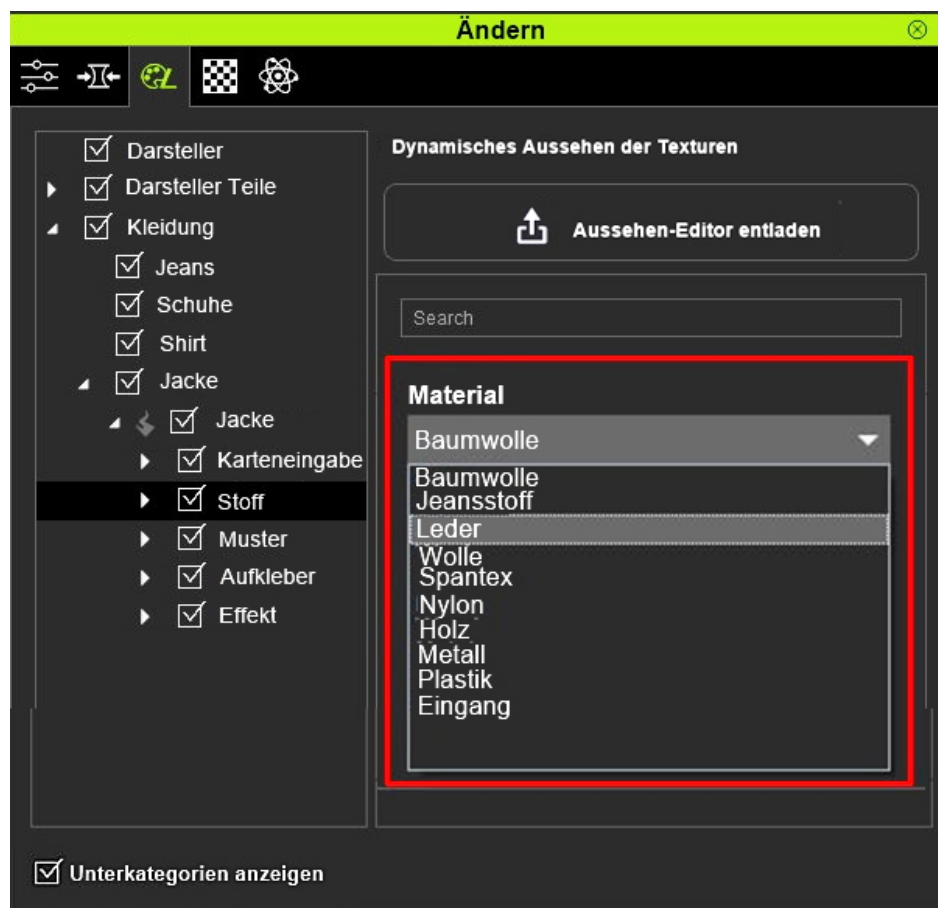 Ändern
Darsteller
Darsteller Teile
Kleidung
Jeans
Schuhe
Shirt
Jacke
Jacke
Karteneingabe
Stoff
Muster
Aufkleber
Effekt
Dynamisches Aussehen der Texturen
Aussehen-Editor entladen
Search
Material
Baumwolle
Baumwolle
Jeansstoff
Leder
Wolle
Spantex
Nylon
Holz
Metall
Plastik
Eingang
Unterkategorien anzeigen